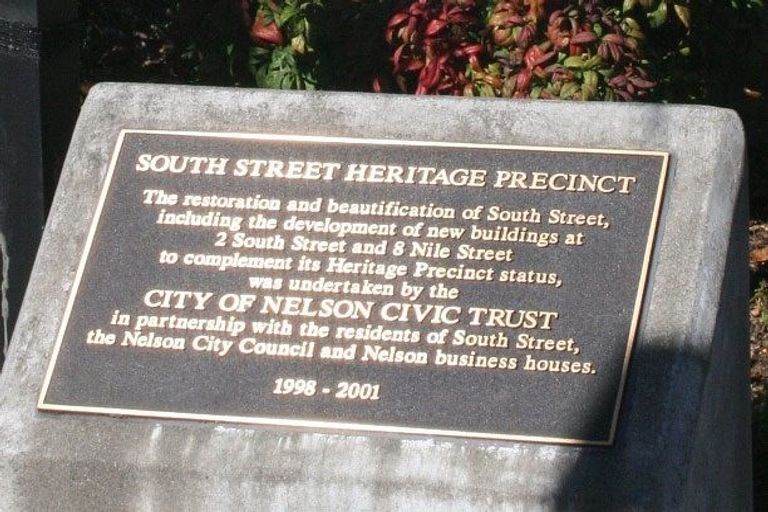 SOUTH STREET HERITAGE PRECINCT
The restoration and beautification of South Street,
including the development of new buildings at
2 South Street and 8 Nile Street
to complement its Heritage Precinct status,
was undertaken by the
CITY OF NELSON CIVIC TRUST
in partnership with the residents of South Street,
the Nelson City Council and Nelson business houses.
1998 - 2001